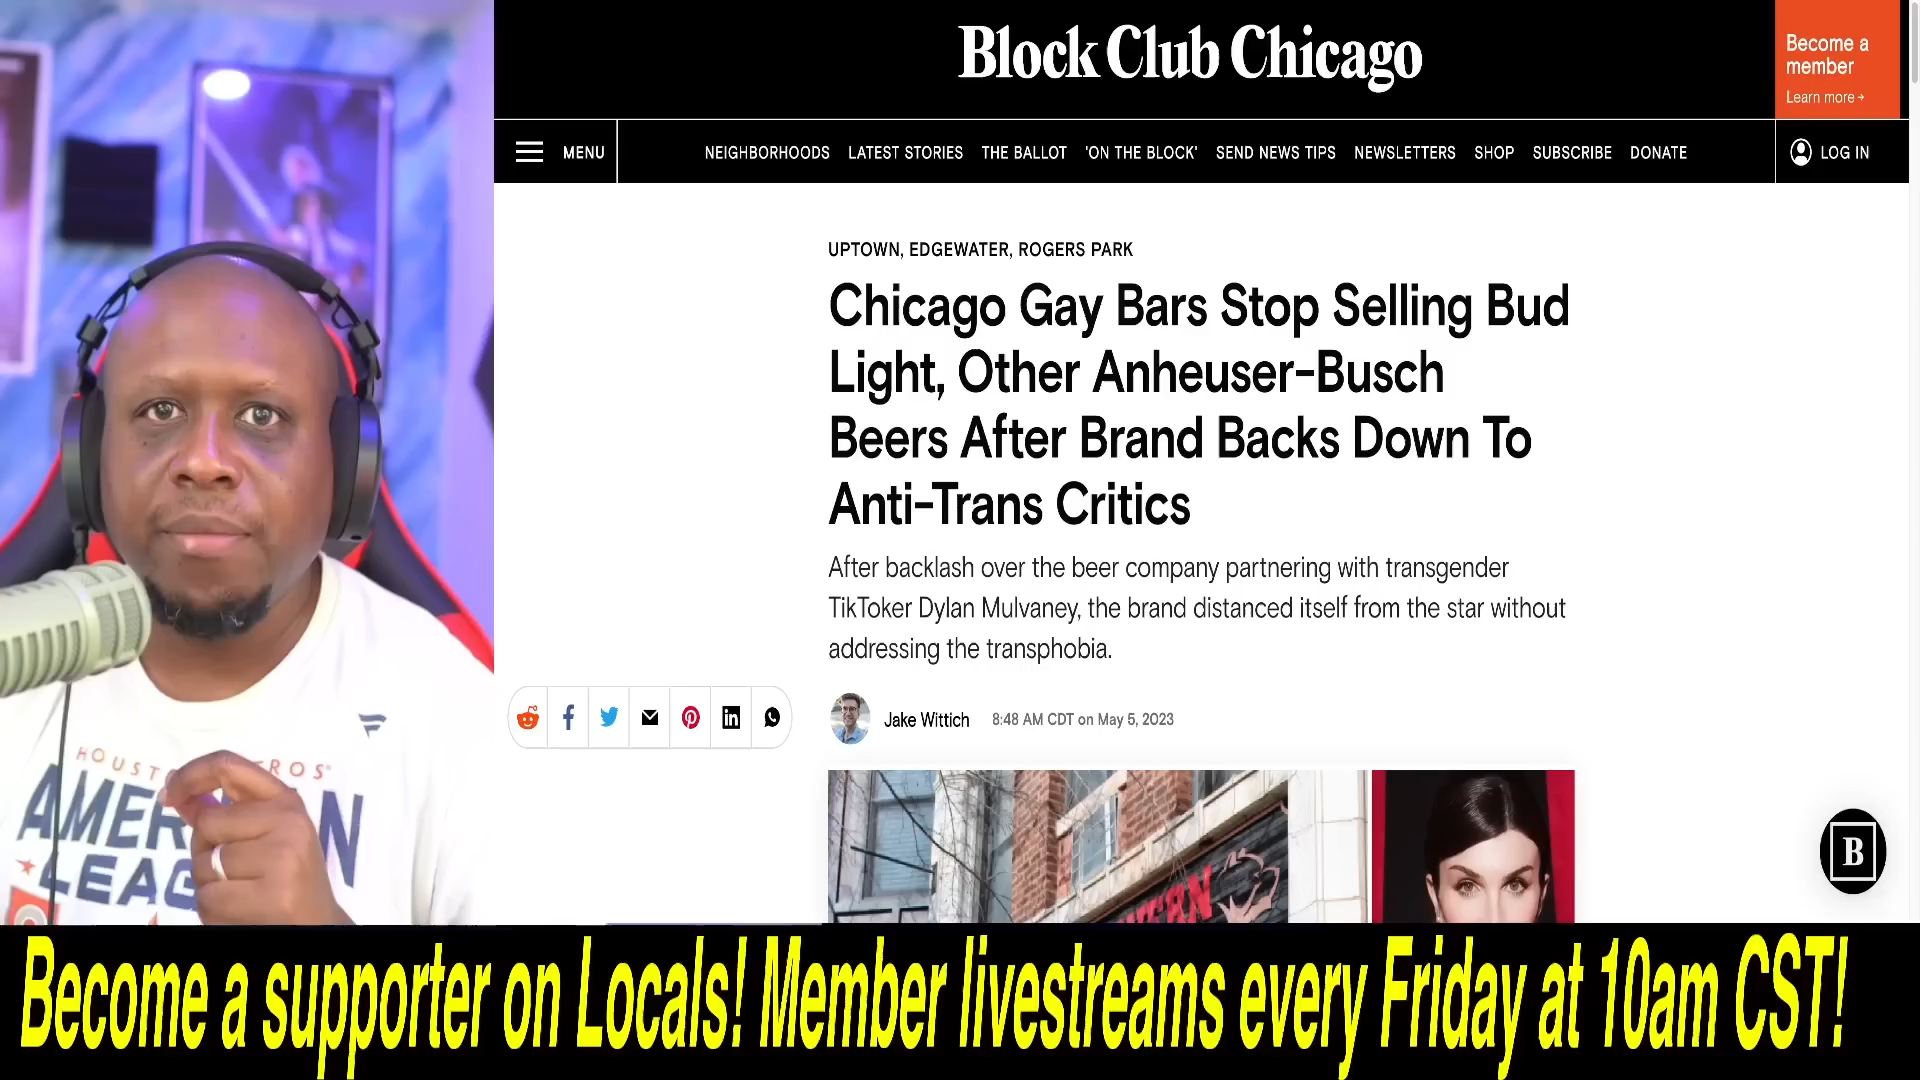 Block Club Chicago
Become a
member
Learn more→
MENU
NEIGHBORHOODS
LATEST STORIES
THE BALLOT
'ON THE BLOCK'
SEND NEWS TIPS
NEWSLETTERS
SHOP
SUBSCRIBE
DONATE
LOG IN
UPTOWN, EDGEWATER, ROGERS PARK
Chicago Gay Bars Stop Selling Bud
Light, Other Anheuser-Busch
Beers After Brand Backs Down To
Anti-Trans Critics
After backlash over the beer company partnering with transgender
TikToker Dylan Mulvaney, the brand distanced itself from the star without
addressing the transphobia.
Jake Wittich
8:48 AM CDT on May 5, 2023
B
Become a supporter on Locals! Member livestreams every Friday at 10am CST!